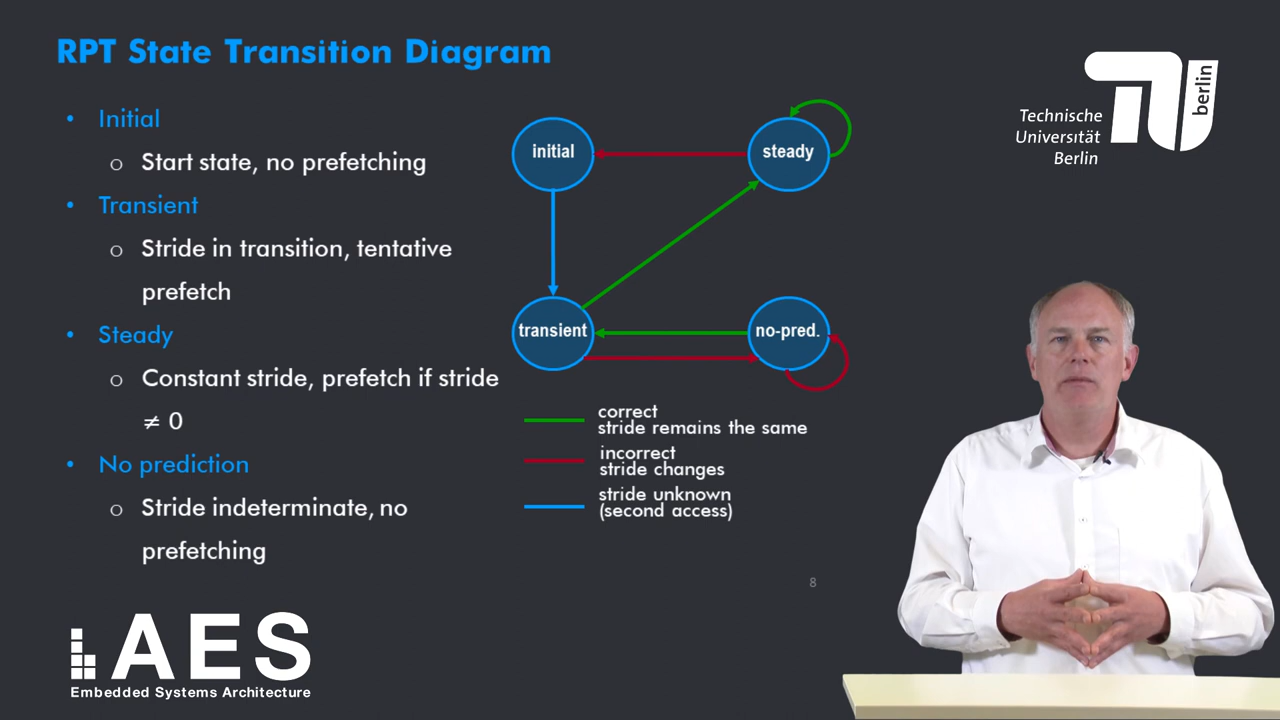 RPT State Transition Diagram
• Initial
o Start state, no prefetching
• Transient
o Stride in transition, tentative
prefetch
• Steady
o Constant stride, prefetch if stride
≠ 0
• No prediction
o Stride indeterminate, no
prefetching
initial
steady
transient
no-pred.
correct
stride remains the same
incorrect
stride changes
stride unknown
(second access)
8
Technische
Universität
Berlin
berlin
AES
Embedded Systems Architecture